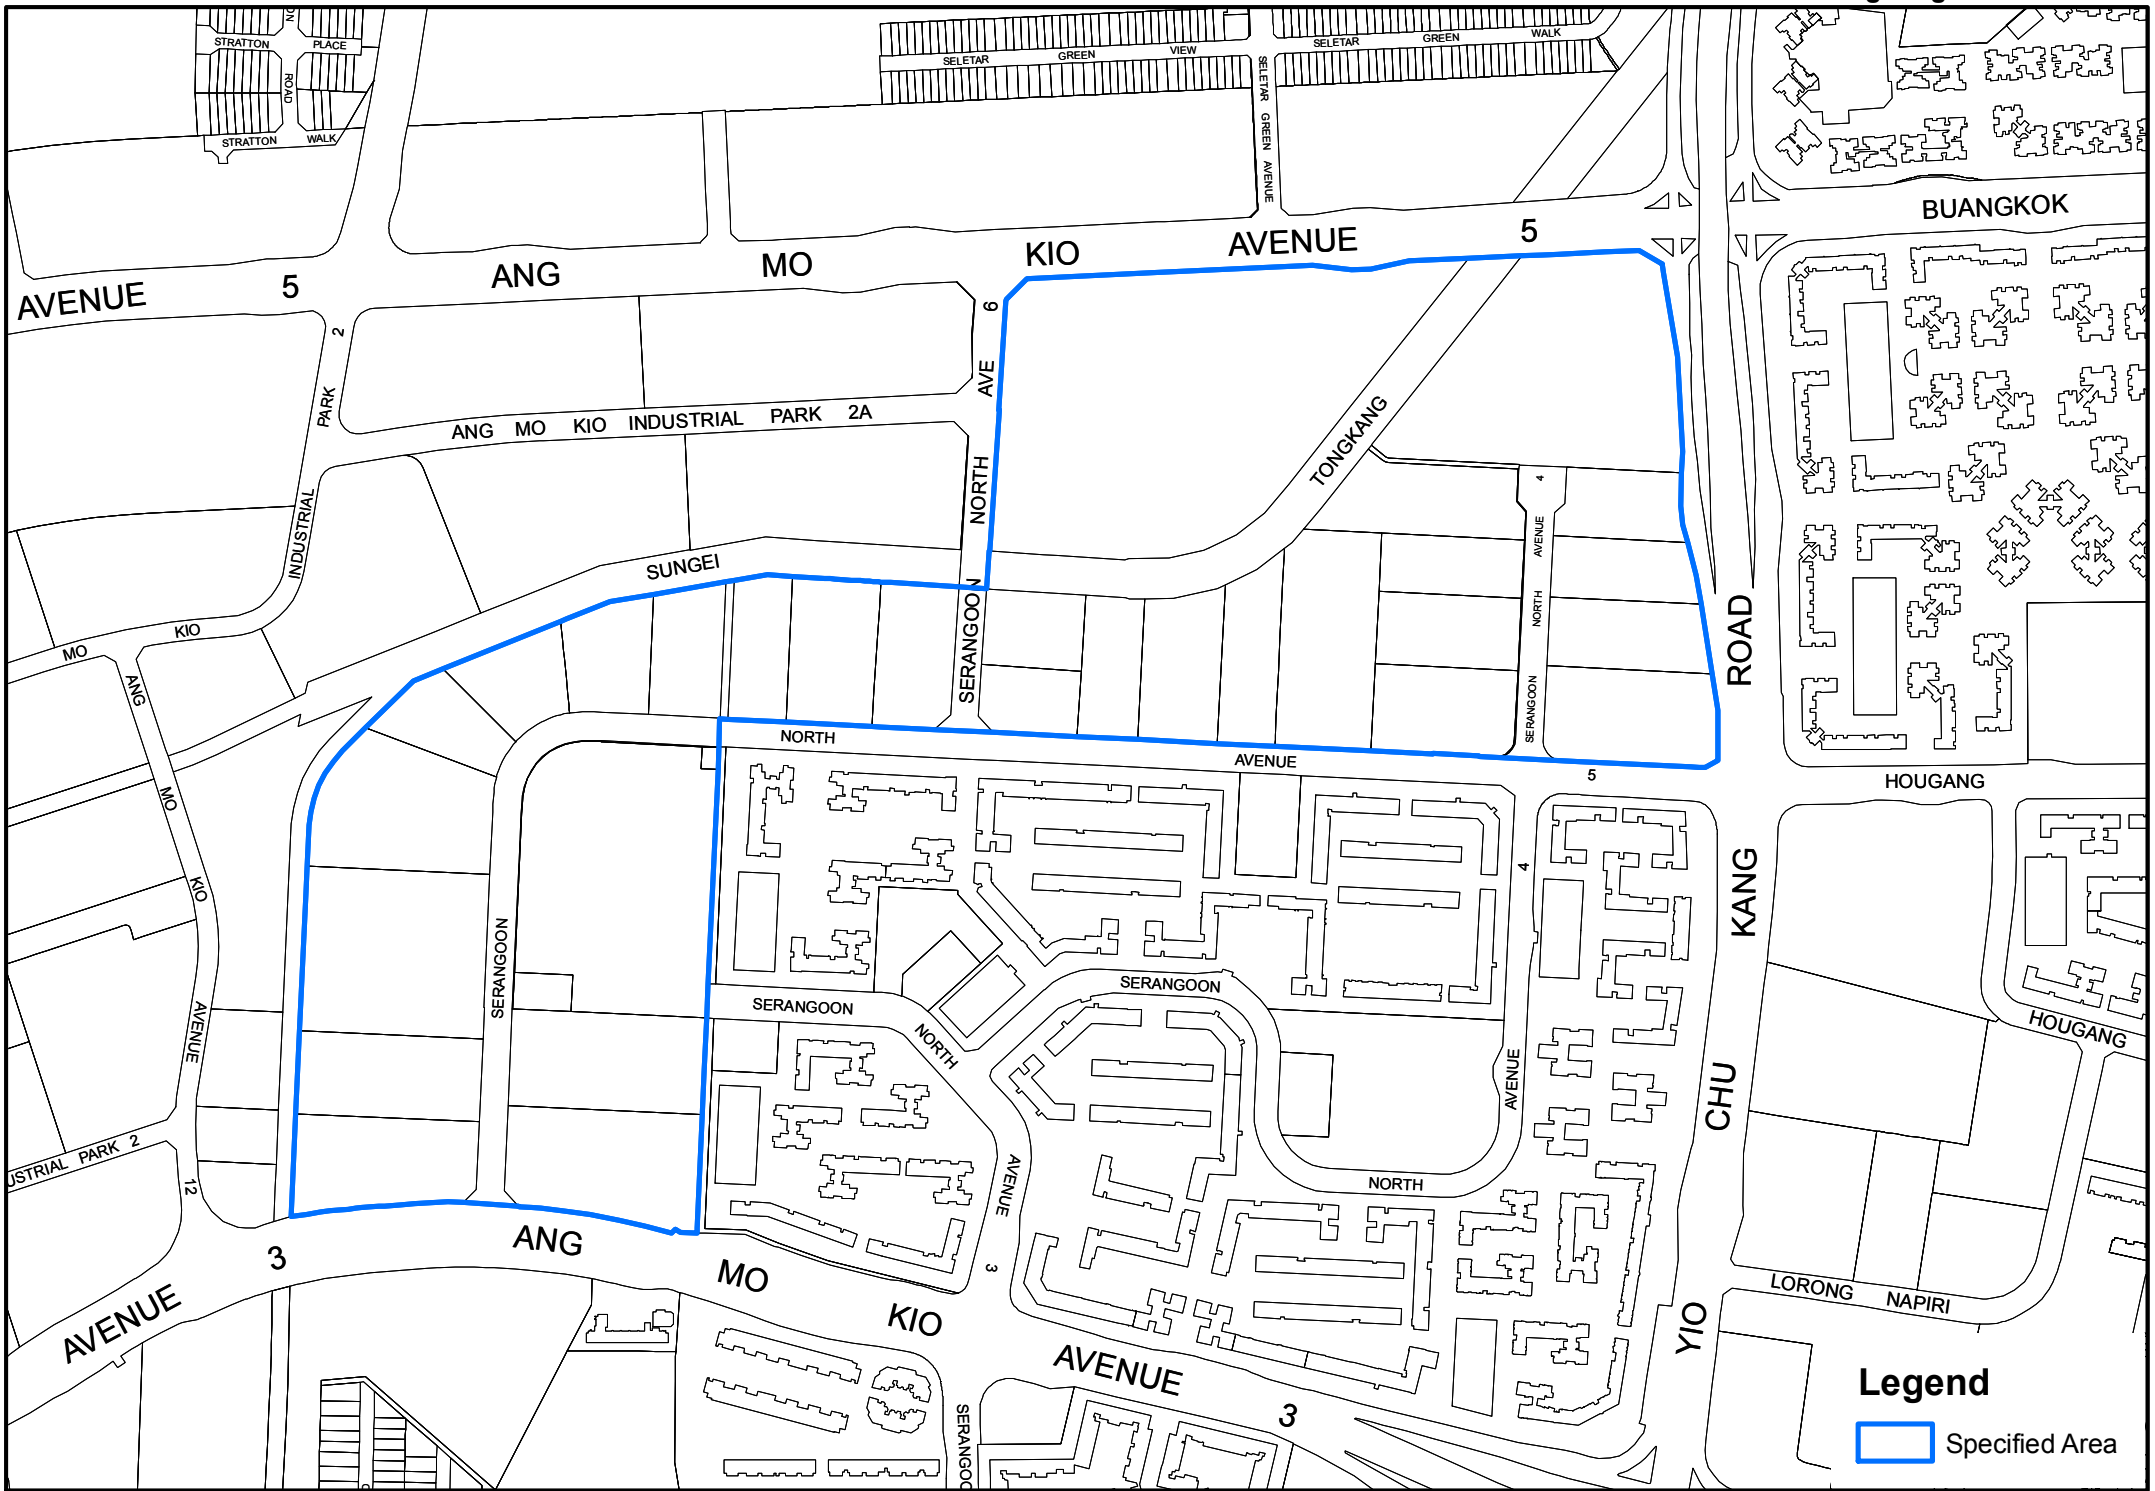 STRATTON PLACE
ROAD
STRATTON WALK
SELETAR GREEN VIEW
SELETAR GREEN WALK
SELETAR GREEN AVENUE
BUANGKOK
AVENUE 5
ANG MO KIO AVENUE 5
INDUSTRIAL PARK 2
ANG MO KIO INDUSTRIAL PARK 2A
SERANGOON NORTH AVE 6
SUNGEI TONGKANG
SERANGOON NORTH AVENUE 4
MO KIO
ANG MO KIO AVENUE 12
SERANGOON NORTH AVENUE 5
HOUGANG
SERANGOON NORTH AVENUE 3
SERANGOON NORTH AVENUE 4
YIO CHU KANG ROAD
HOUGANG
USTRIAL PARK 2
AVENUE 3
ANG MO KIO AVENUE 3
LORONG NAPIRI
SERANGOO
Legend
Specified Area